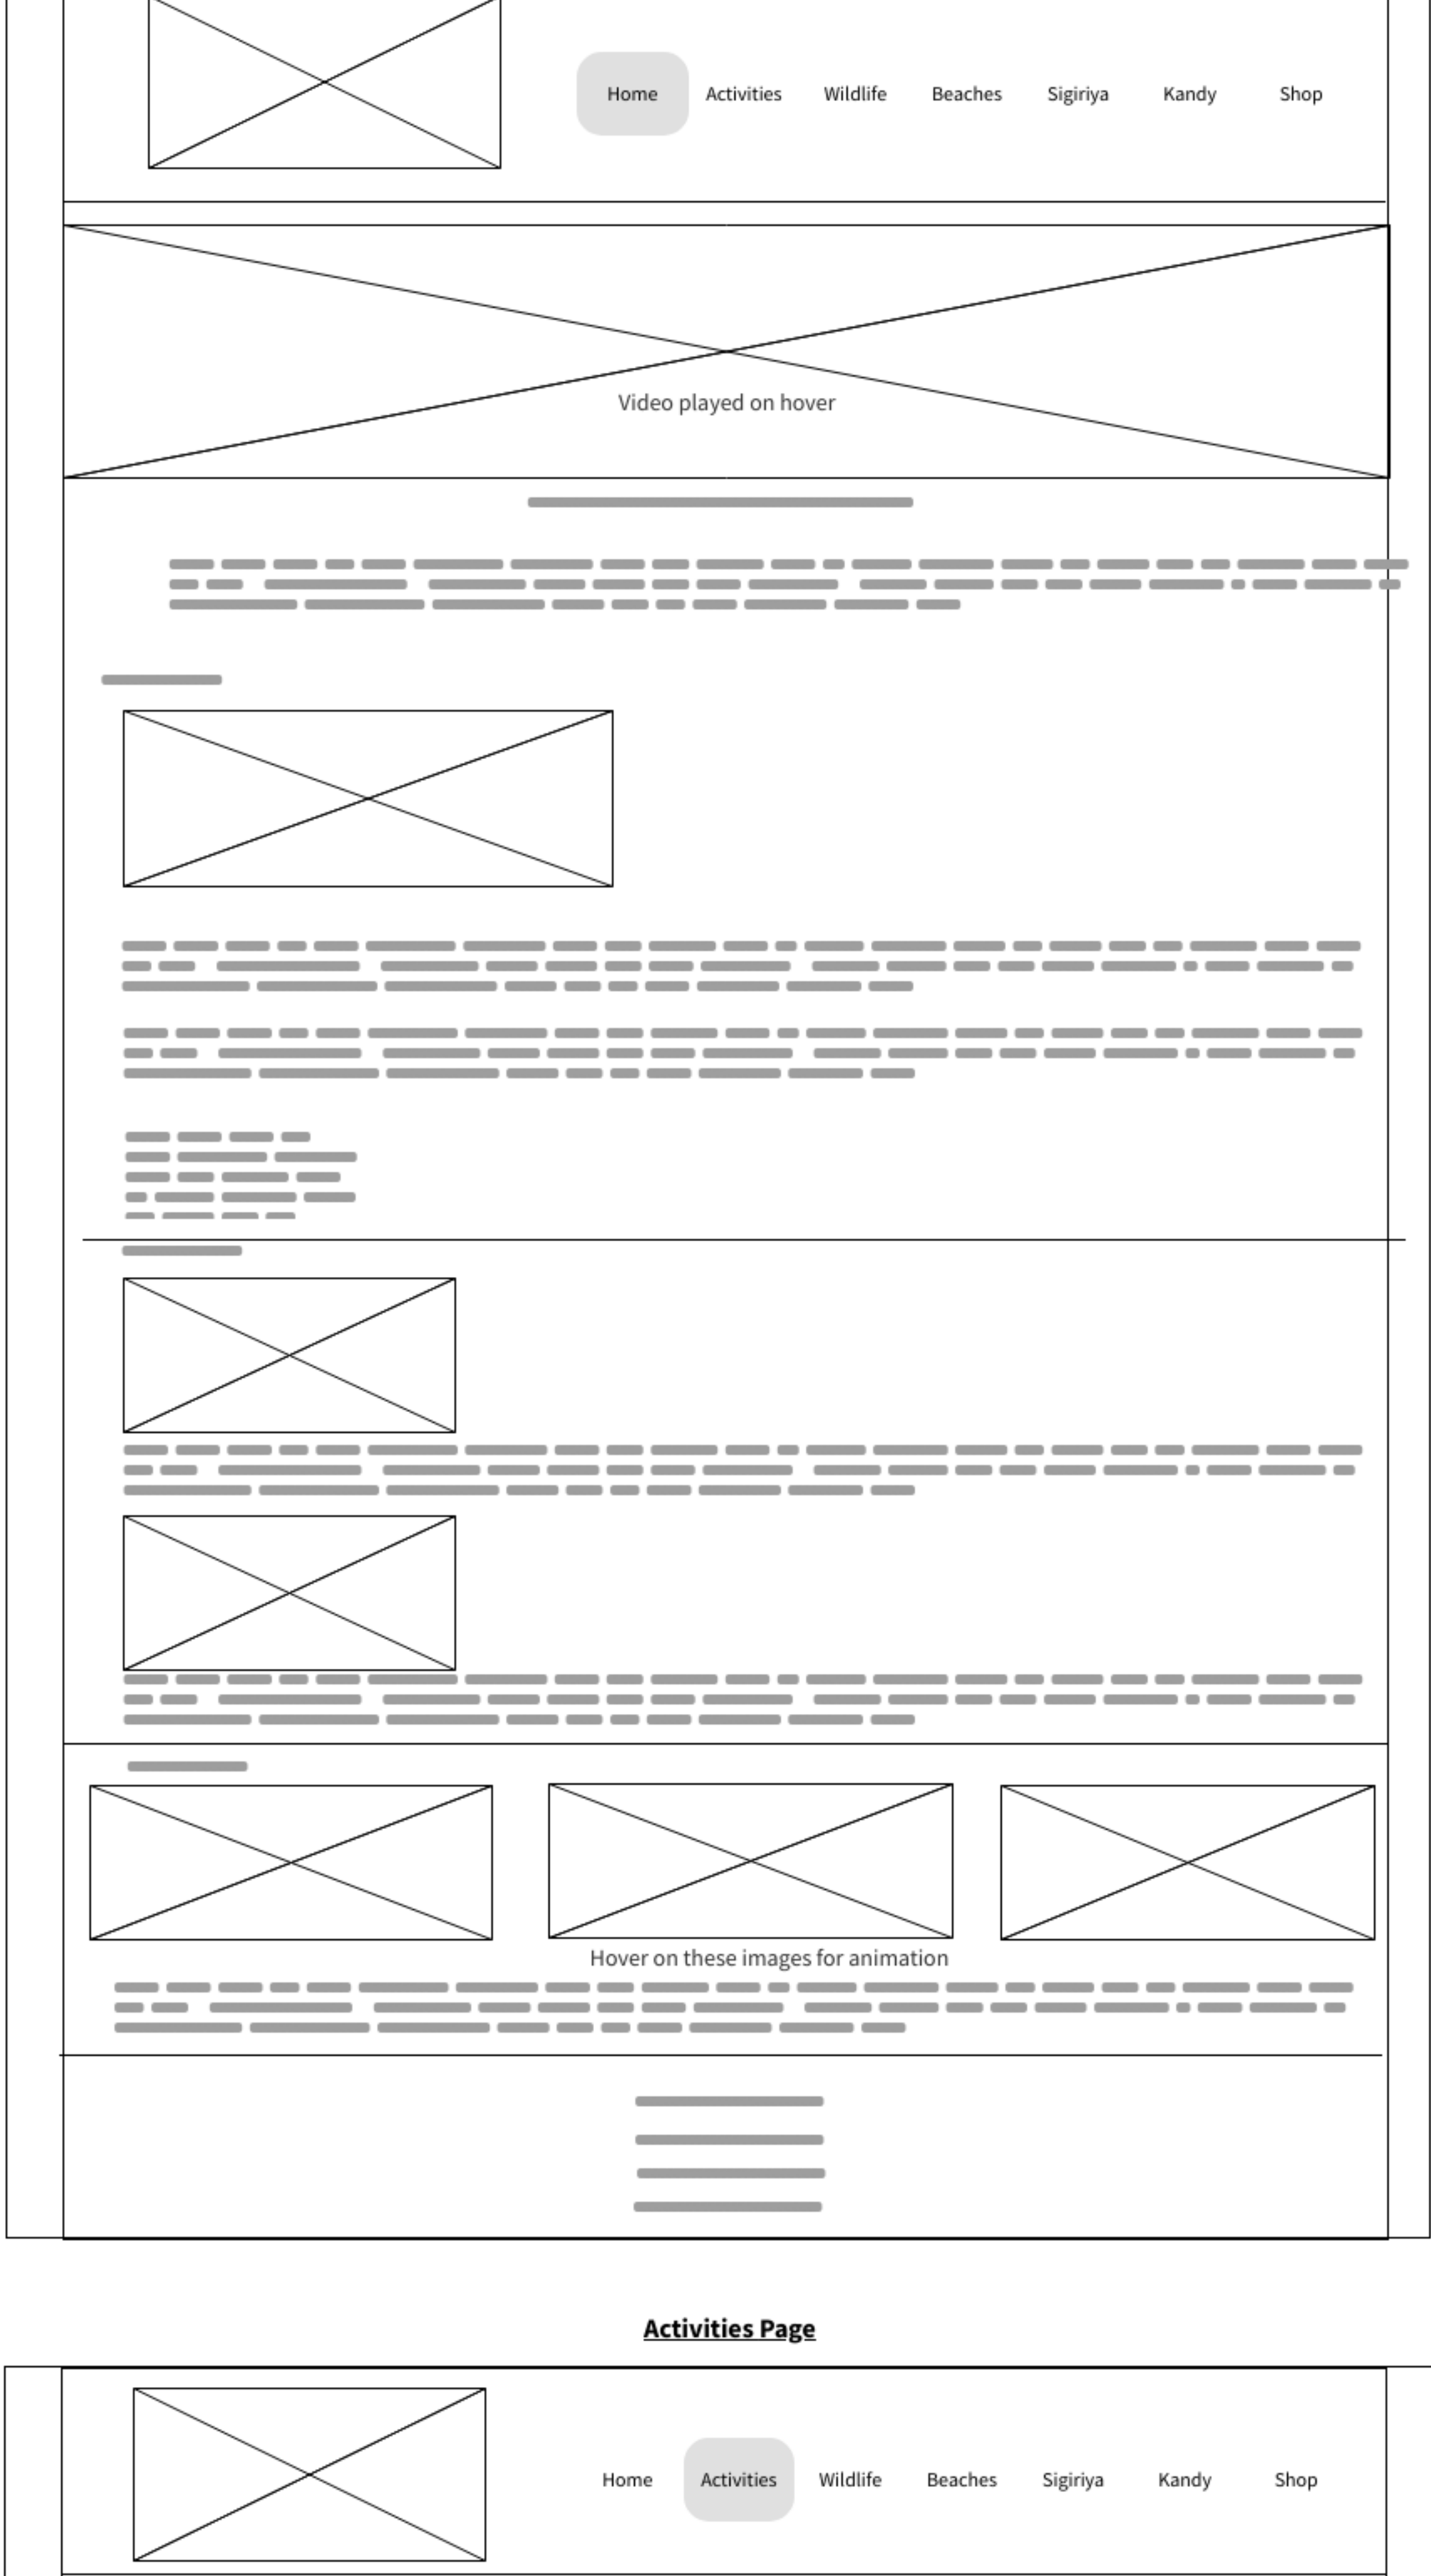 Home Activities Wildlife Beaches Sigiriya Kandy Shop
Video played on hover
Hover on these images for animation
Activities Page
Home Activities Wildlife Beaches Sigiriya Kandy Shop